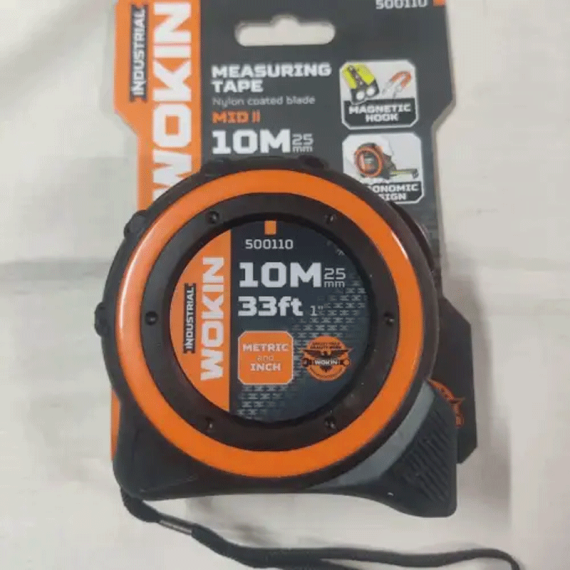 500110
INDUSTRIAL
WOKIN
MEASURING
TAPE
Nylon coated blade
MID II
10M 25
mm
MAGNETIC
HOOK
500110
INDUSTRIAL
WOKIN
10M 25
mm
33ft 1"
METRIC
and
INCH
WOKIN